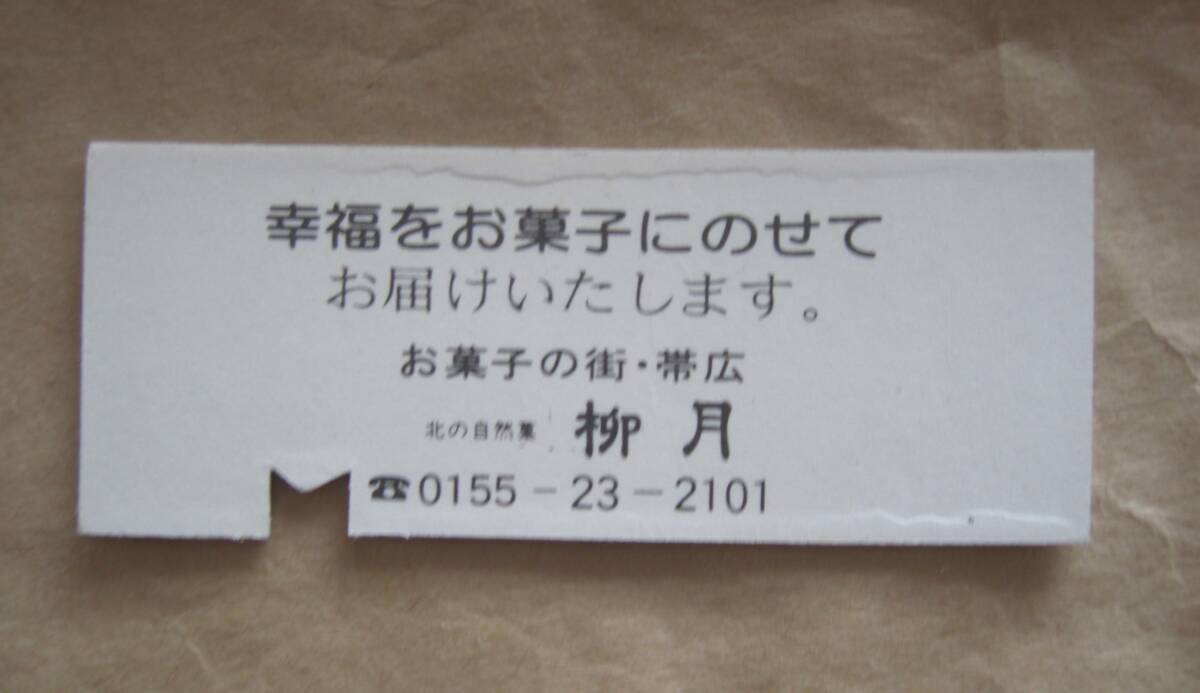 幸福をお菓子にのせて
お届けいたします。
お菓子の街・帯広
北の自然菓 柳月
☎0155－23－2101